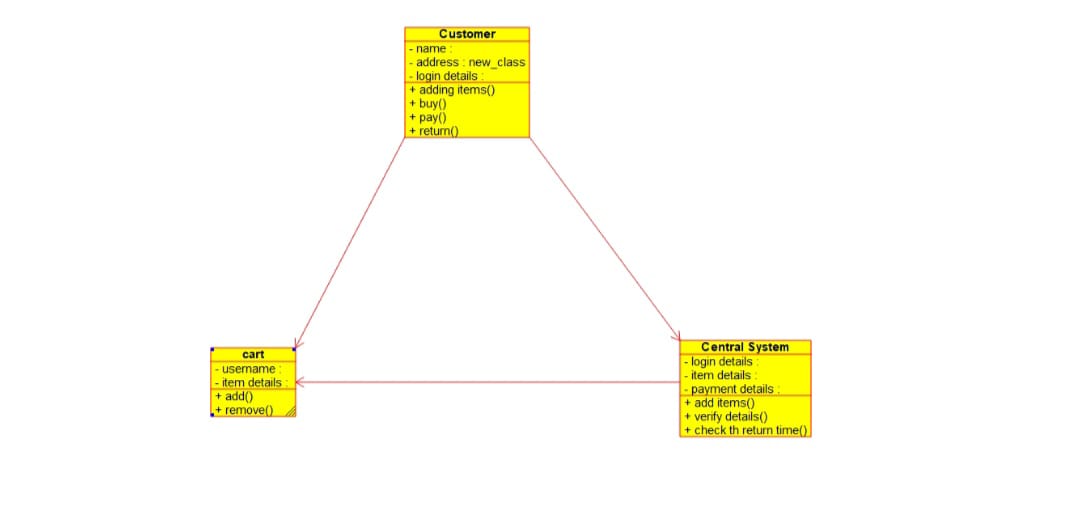 Customer
- name :
- address : new_class
- login details :
+ adding items()
+ buy()
+ pay()
+ return()
cart
- username :
- item details :
+ add()
+ remove()
Central System
- login details :
- item details :
- payment details :
+ add items()
+ verify details()
+ check th return time()